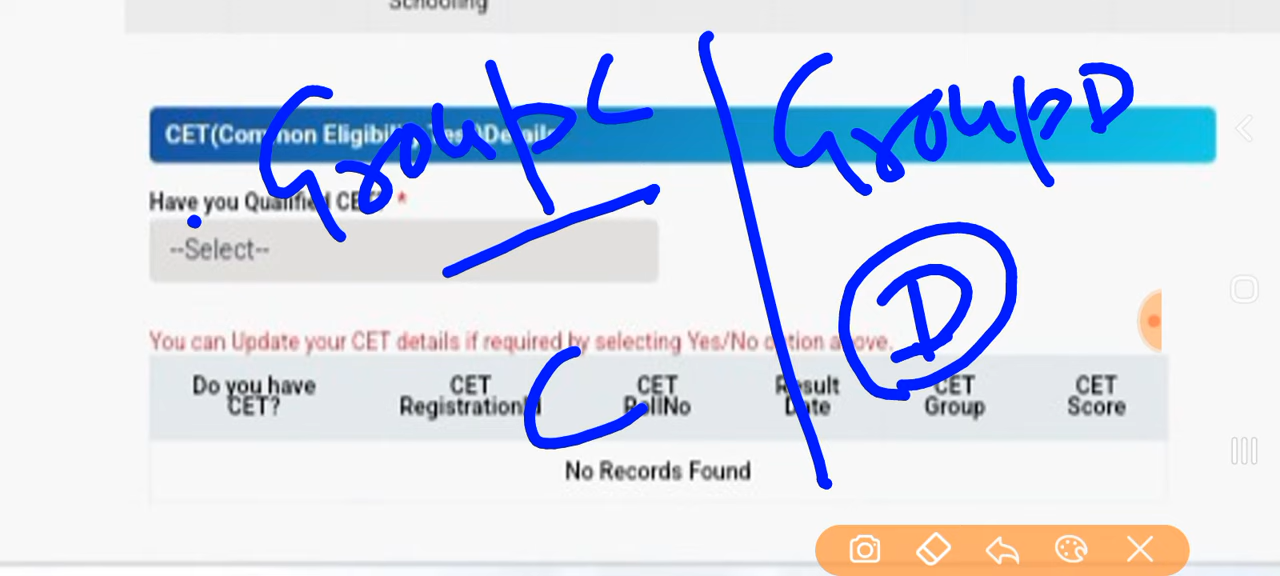 Schooling
Group C / Group D
CET(Common Eligibility Test)Details
Have you Qualified CET? *
--Select--
D
You can Update your CET details if required by selecting Yes/No option above.
C
Do you have CET? CET RegistrationId CET RollNo Result Date CET Group CET Score
No Records Found